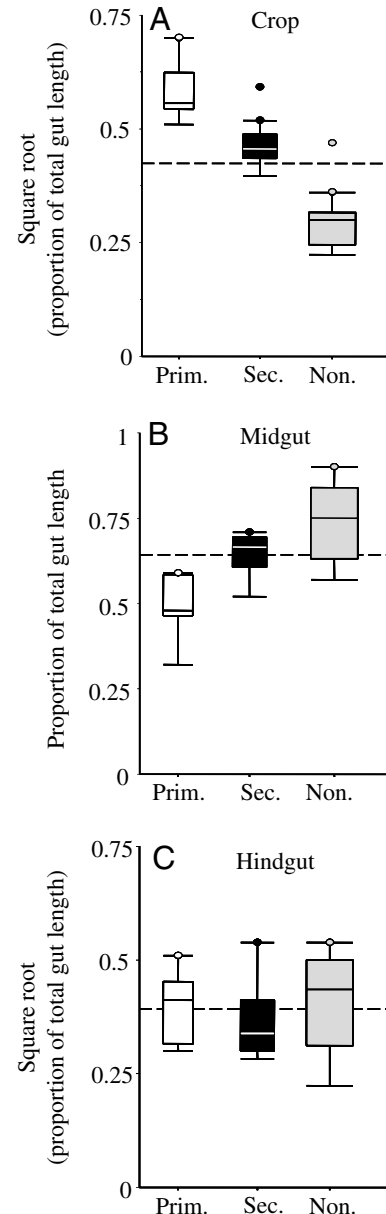 A
Crop
0.75
0.5
0.25
0
Square root
(proportion of total gut length)
Prim.
Sec.
Non.
B
Midgut
1
0.75
0.5
0.25
0
Proportion of total gut length
Prim.
Sec.
Non.
C
Hindgut
0.75
0.5
0.25
0
Square root
(proportion of total gut length)
Prim.
Sec.
Non.